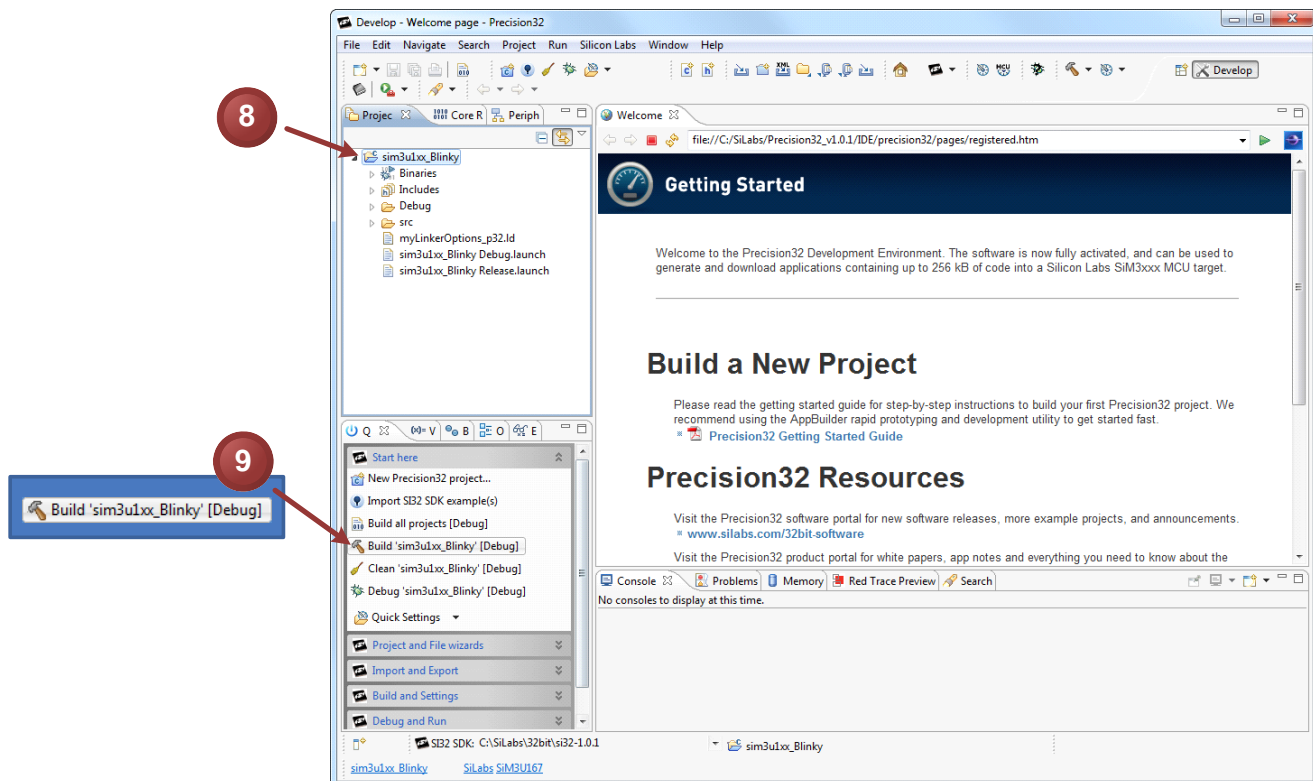 Develop - Welcome page - Precision32
File Edit Navigate Search Project Run Silicon Labs Window Help
Develop
Projec
Core R
Periph
Welcome
file://C:/SiLabs/Precision32_v1.0.1/IDE/precision32/pages/registered.htm
8
sim3u1xx_Blinky
Binaries
Includes
Debug
src
myLinkerOptions_p32.ld
sim3u1xx_Blinky Debug.launch
sim3u1xx_Blinky Release.launch
Getting Started
Welcome to the Precision32 Development Environment. The software is now fully activated, and can be used to
generate and download applications containing up to 256 kB of code into a Silicon Labs SiM3xxx MCU target.
Build a New Project
Please read the getting started guide for step-by-step instructions to build your first Precision32 project. We
recommend using the AppBuilder rapid prototyping and development utility to get started fast.
Precision32 Getting Started Guide
Precision32 Resources
Visit the Precision32 software portal for new software releases, more example projects, and announcements.
www.silabs.com/32bit-software
Visit the Precision32 product portal for white papers, app notes and everything you need to know about the
Q
(x)= V
B
O
E
9
Start here
New Precision32 project...
Import SI32 SDK example(s)
Build all projects [Debug]
Build 'sim3u1xx_Blinky' [Debug]
Clean 'sim3u1xx_Blinky' [Debug]
Debug 'sim3u1xx_Blinky' [Debug]
Quick Settings
Project and File wizards
Import and Export
Build and Settings
Debug and Run
Build 'sim3u1xx_Blinky' [Debug]
Console
Problems
Memory
Red Trace Preview
Search
No consoles to display at this time.
SI32 SDK: C:\SiLabs\32bit\si32-1.0.1
sim3u1xx_Blinky
sim3u1xx_Blinky
SiLabs SiM3U167